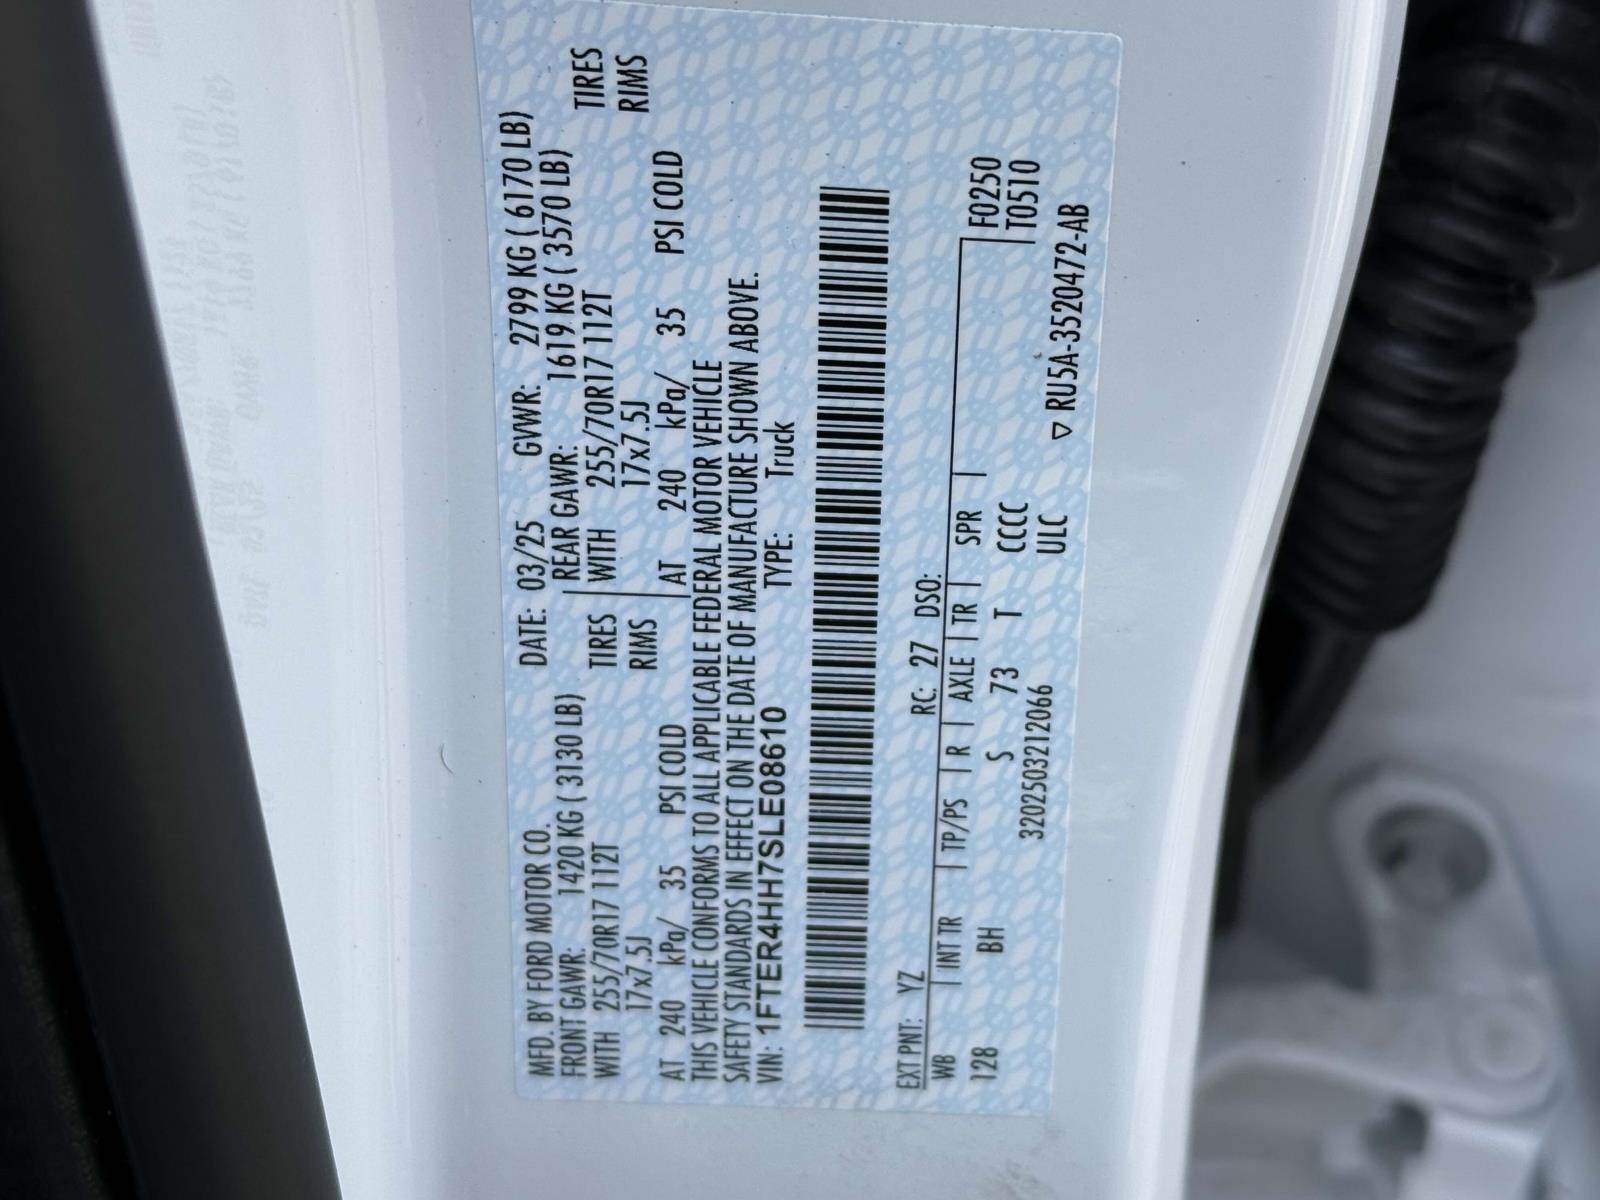 MFD. BY FORD MOTOR CO. DATE: 03/25 GVWR: 2799 KG ( 6170 LB)
FRONT GAWR: 1420 KG ( 3130 LB) REAR GAWR: 1619 KG ( 3570 LB)
WITH 255/70R17 112T TIRES WITH 255/70R17 112T TIRES
17x7.5J RIMS 17x7.5J RIMS
AT 240 kPa/ 35 PSI COLD AT 240 kPa/ 35 PSI COLD
THIS VEHICLE CONFORMS TO ALL APPLICABLE FEDERAL MOTOR VEHICLE
SAFETY STANDARDS IN EFFECT ON THE DATE OF MANUFACTURE SHOWN ABOVE.
VIN: 1FTER4HH7SLE08610 TYPE: Truck
EXT PNT: YZ RC: 27 DSO:
WB | INT TR | TP/PS | R | AXLE | TR | SPR | F0250
128 BH S 73 T CCCC T0510
320250321206​6 ULC ▽ RU5A-3520472-AB